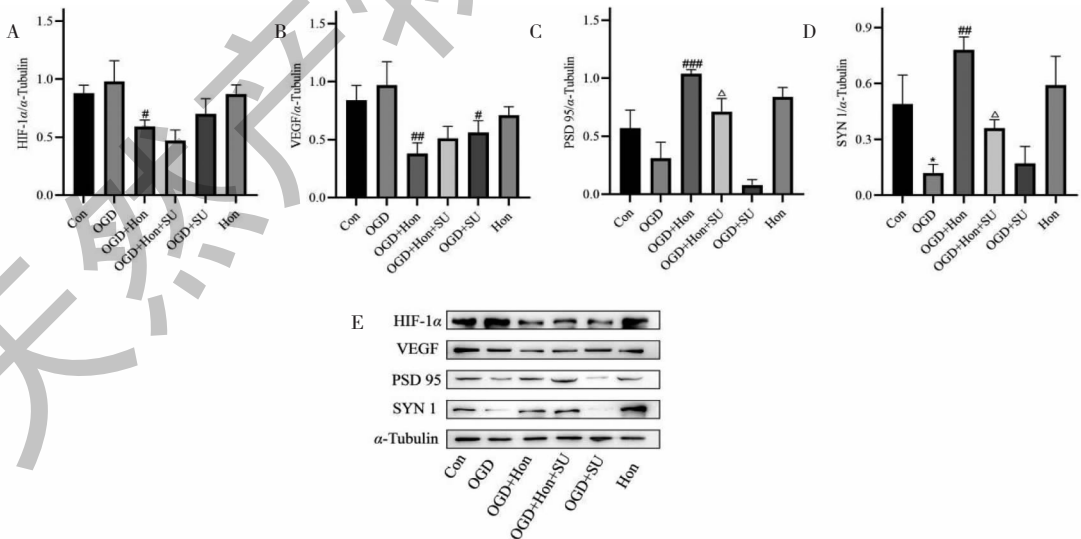 A
HIF-1α/α-Tubulin
1.5
1.0
0.5
0.0
#
Con
OGD
OGD+Hon
OGD+Hon+SU
OGD+SU
Hon
B
VEGF/α-Tubulin
1.5
1.0
0.5
0.0
##
#
Con
OGD
OGD+Hon
OGD+Hon+SU
OGD+SU
Hon
C
PSD 95/α-Tubulin
1.5
1.0
0.5
0.0
###
△
Con
OGD
OGD+Hon
OGD+Hon+SU
OGD+SU
Hon
D
SYN 1/α-Tubulin
0.9
0.6
0.3
0.0
*
##
△
Con
OGD
OGD+Hon
OGD+Hon+SU
OGD+SU
Hon
E
HIF-1α
VEGF
PSD 95
SYN 1
α-Tubulin
Con
OGD
OGD+Hon
OGD+Hon+SU
OGD+SU
Hon
天然产物